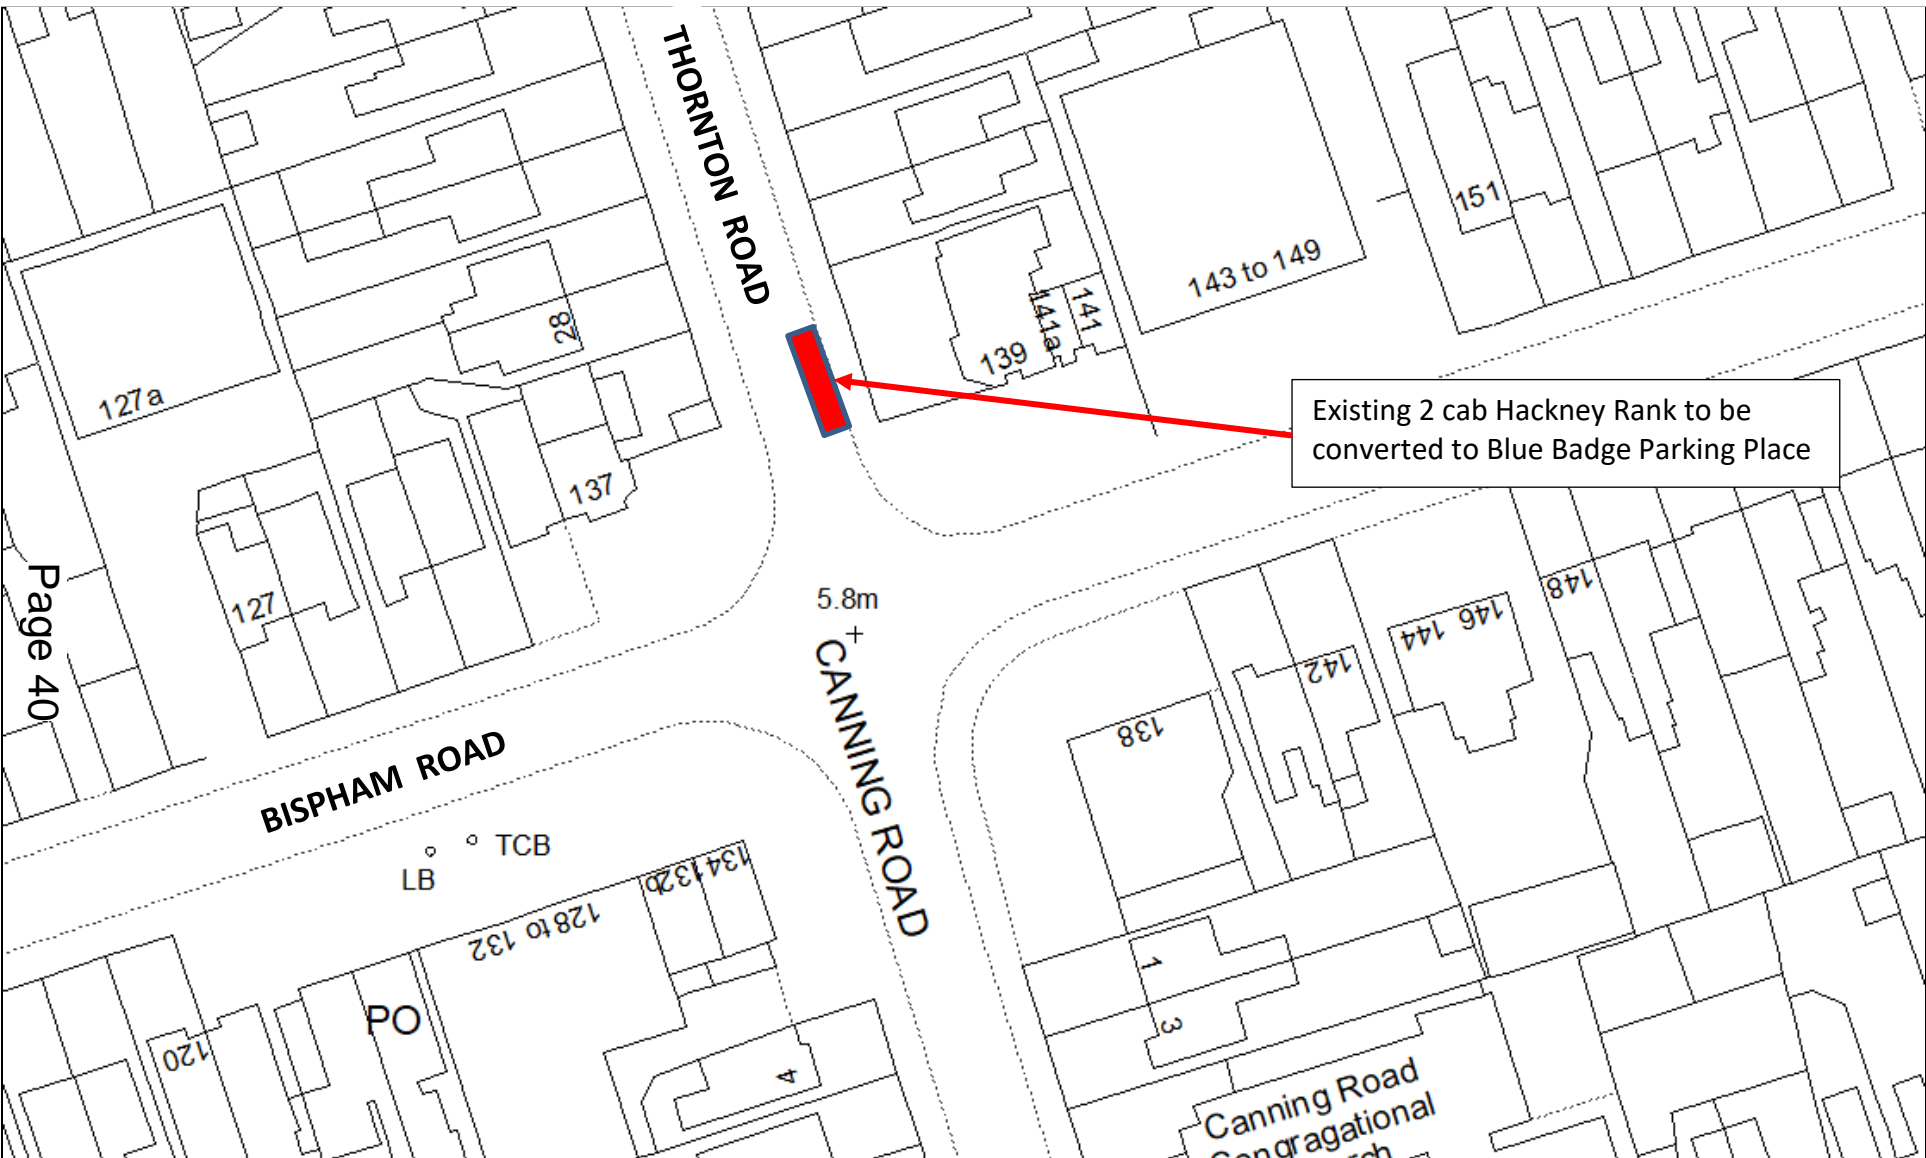 THORNTON ROAD
151
143 to 149
141
141a
139
28
127a
Existing 2 cab Hackney Rank to be
converted to Blue Badge Parking Place
137
127
Page 40
5.8m
148
146
144
142
138
CANNING ROAD
BISPHAM ROAD
TCB
LB
134
132b
128 to 132
PO
120
1
3
4
Canning Road
Congragational